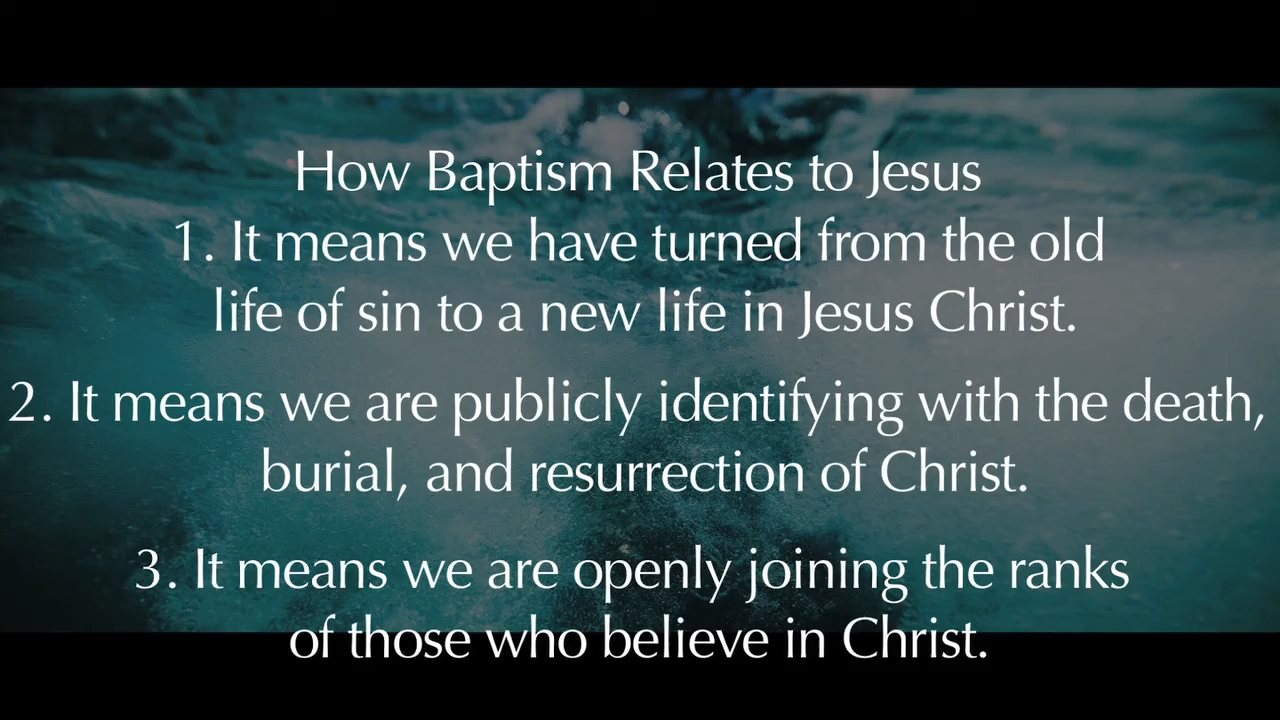 How Baptism Relates to Jesus
1. It means we have turned from the old
life of sin to a new life in Jesus Christ.
2. It means we are publicly identifying with the death,
burial, and resurrection of Christ.
3. It means we are openly joining the ranks
of those who believe in Christ.